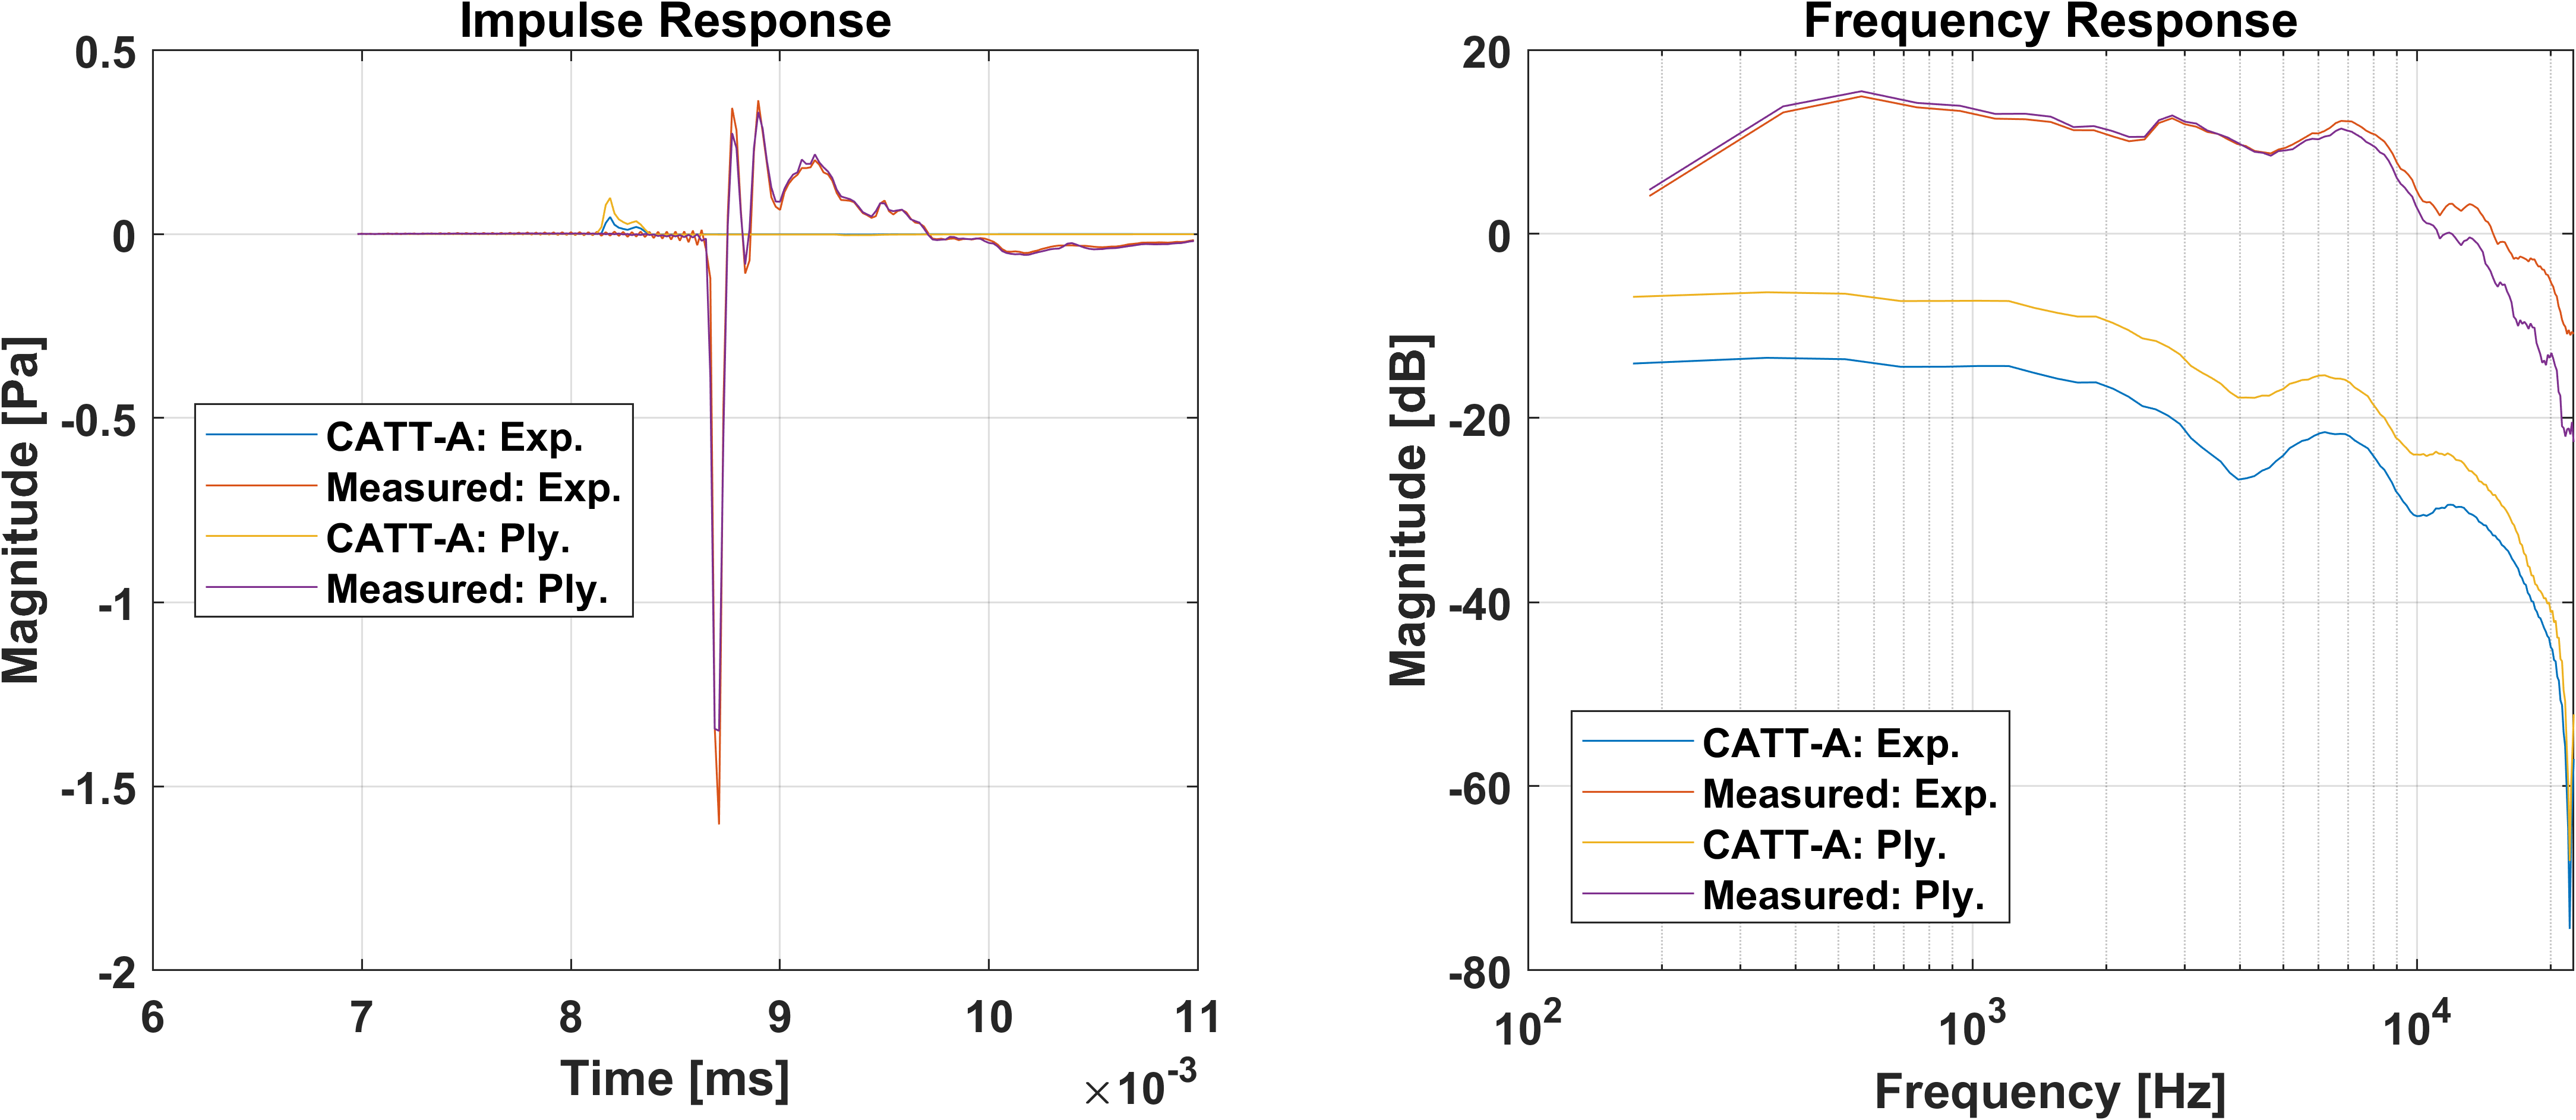 Impulse Response
0.5
0
-0.5
-1
-1.5
-2
Magnitude [Pa]
CATT-A: Exp.
Measured: Exp.
CATT-A: Ply.
Measured: Ply.
6 7 8 9 10 11
Time [ms]
×10⁻³
Frequency Response
20
0
-20
-40
-60
-80
Magnitude [dB]
CATT-A: Exp.
Measured: Exp.
CATT-A: Ply.
Measured: Ply.
10² 10³ 10⁴
Frequency [Hz]